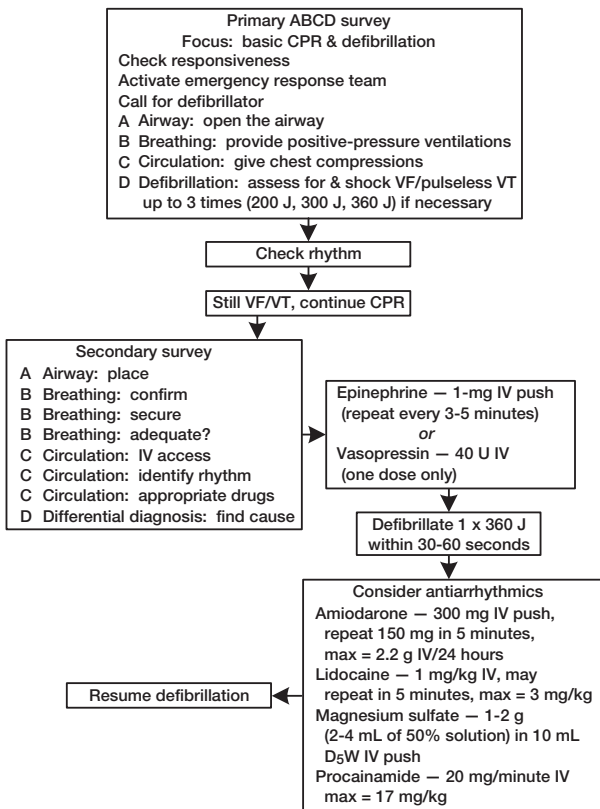 Primary ABCD survey
Focus: basic CPR & defibrillation
Check responsiveness
Activate emergency response team
Call for defibrillator
A Airway: open the airway
B Breathing: provide positive-pressure ventilations
C Circulation: give chest compressions
D Defibrillation: assess for & shock VF/pulseless VT
up to 3 times (200 J, 300 J, 360 J) if necessary
Check rhythm
Still VF/VT, continue CPR
Secondary survey
A Airway: place
B Breathing: confirm
B Breathing: secure
B Breathing: adequate?
C Circulation: IV access
C Circulation: identify rhythm
C Circulation: appropriate drugs
D Differential diagnosis: find cause
Epinephrine — 1-mg IV push
(repeat every 3-5 minutes)
or
Vasopressin — 40 U IV
(one dose only)
Defibrillate 1 x 360 J
within 30-60 seconds
Consider antiarrhythmics
Amiodarone — 300 mg IV push,
repeat 150 mg in 5 minutes,
max = 2.2 g IV/24 hours
Lidocaine — 1 mg/kg IV, may
repeat in 5 minutes, max = 3 mg/kg
Magnesium sulfate — 1-2 g
(2-4 mL of 50% solution) in 10 mL
D₅W IV push
Procainamide — 20 mg/minute IV
max = 17 mg/kg
Resume defibrillation